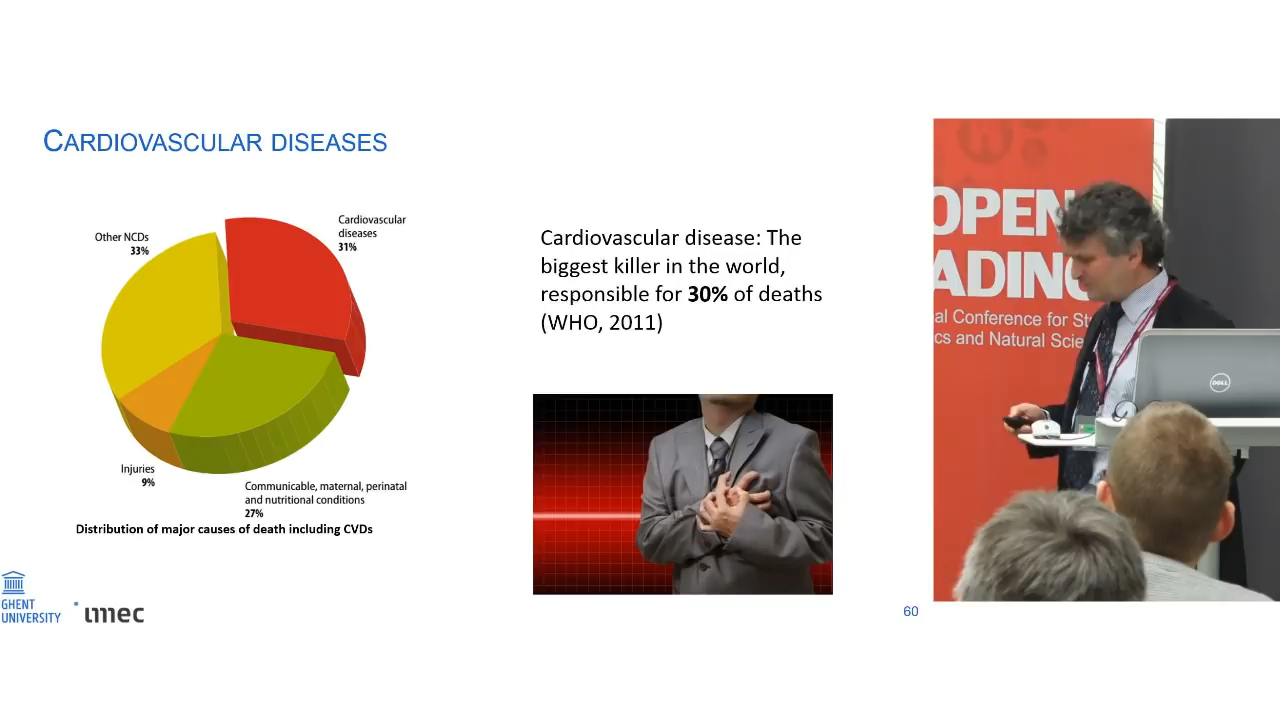 CARDIOVASCULAR DISEASES
Cardiovascular
diseases
31%
Other NCDs
33%
Injuries
9%
Communicable, maternal, perinatal
and nutritional conditions
27%
Distribution of major causes of death including CVDs
Cardiovascular disease: The
biggest killer in the world,
responsible for 30% of deaths
(WHO, 2011)
GHENT
UNIVERSITY
imec
60
OPEN
ADING
al Conference for St
cs and Natural Scie
DELL